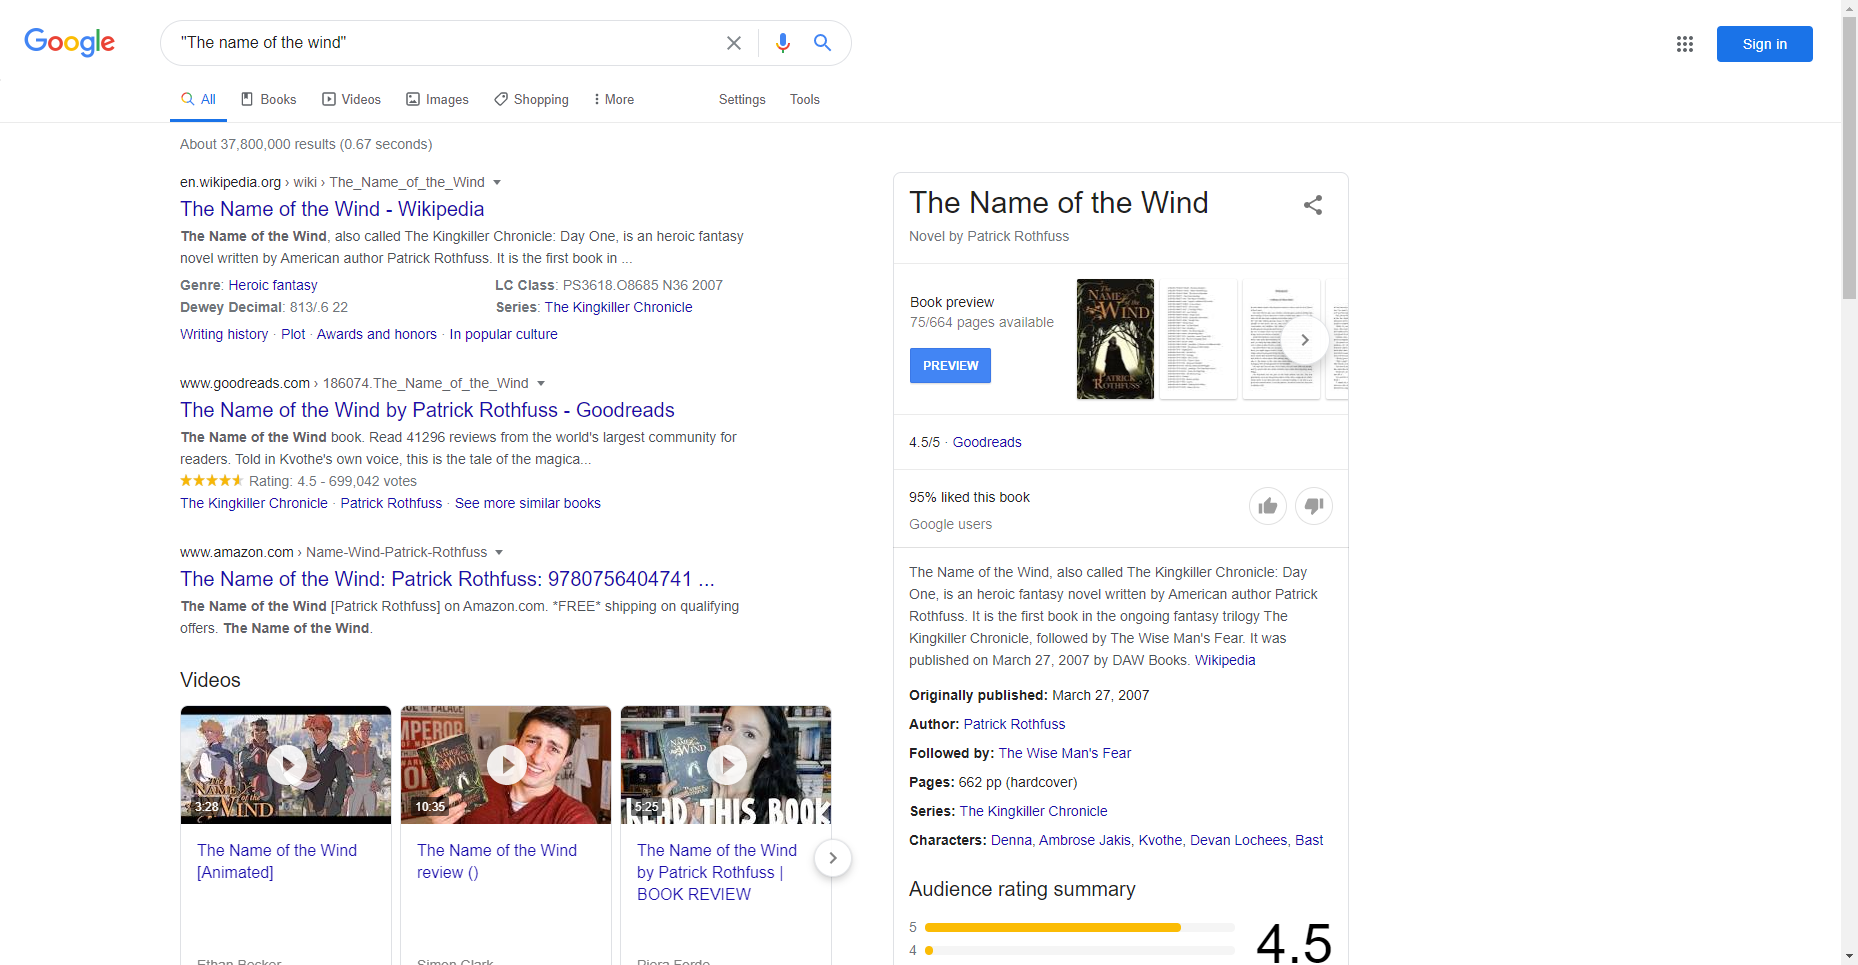 Google
"The name of the wind"
Sign in
All
Books
Videos
Images
Shopping
More
Settings
Tools
About 37,800,000 results (0.67 seconds)
en.wikipedia.org › wiki › The_Name_of_the_Wind
The Name of the Wind - Wikipedia
The Name of the Wind, also called The Kingkiller Chronicle: Day One, is an heroic fantasy
novel written by American author Patrick Rothfuss. It is the first book in ...
Genre: Heroic fantasy
LC Class: PS3618.O8685 N36 2007
Dewey Decimal: 813/.6 22
Series: The Kingkiller Chronicle
Writing history · Plot · Awards and honors · In popular culture
www.goodreads.com › 186074.The_Name_of_the_Wind
The Name of the Wind by Patrick Rothfuss - Goodreads
The Name of the Wind book. Read 41296 reviews from the world's largest community for
readers. Told in Kvothe's own voice, this is the tale of the magica...
Rating: 4.5 - 699,042 votes
The Kingkiller Chronicle · Patrick Rothfuss · See more similar books
www.amazon.com › Name-Wind-Patrick-Rothfuss
The Name of the Wind: Patrick Rothfuss: 9780756404741 ...
The Name of the Wind [Patrick Rothfuss] on Amazon.com. *FREE* shipping on qualifying
offers. The Name of the Wind.
Videos
3:28
The Name of the Wind
[Animated]
Ethan Becker
10:35
The Name of the Wind
review ()
Simon Clark
READ THIS BOOK
5:25
The Name of the Wind
by Patrick Rothfuss |
BOOK REVIEW
Piera Forde
The Name of the Wind
Novel by Patrick Rothfuss
Book preview
75/664 pages available
PREVIEW
The
NAME of the
WIND
PATRICK
ROTHFUSS
4.5/5 · Goodreads
95% liked this book
Google users
The Name of the Wind, also called The Kingkiller Chronicle: Day
One, is an heroic fantasy novel written by American author Patrick
Rothfuss. It is the first book in the ongoing fantasy trilogy The
Kingkiller Chronicle, followed by The Wise Man's Fear. It was
published on March 27, 2007 by DAW Books. Wikipedia
Originally published: March 27, 2007
Author: Patrick Rothfuss
Followed by: The Wise Man's Fear
Pages: 662 pp (hardcover)
Series: The Kingkiller Chronicle
Characters: Denna, Ambrose Jakis, Kvothe, Devan Lochees, Bast
Audience rating summary
5
4
4.5